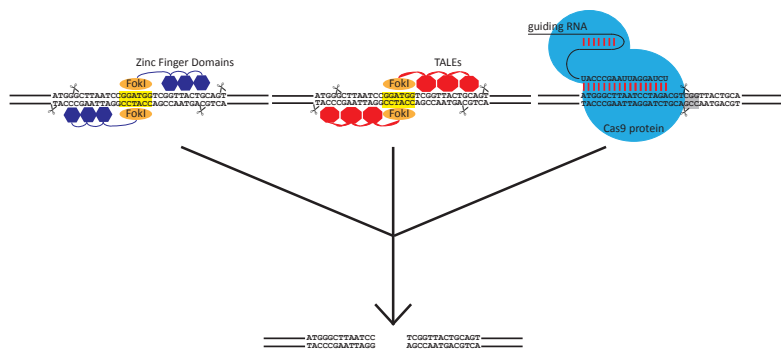 Zinc Finger Domains
FokI
ATGGGCTTAATCCGGATGGTCGGTTACTGCAGT
TACCCGAATTAGGCCTACCAGCCAATGACGTCA
FokI
TALEs
FokI
ATGGGCTTAATCCGGATGGTCGGTTACTGCAGT
TACCCGAATTAGGCCTACCAGCCAATGACGTCA
FokI
guiding RNA
UACCCGAAUUAGGAUCU
ATGGGCTTAATCCTAGACGTCGGTTACTGCA
TACCCGAATTAGGATCTGCAGCCAATGACGT
Cas9 protein
ATGGGCTTAATCC TCGGTTACTGCAGT
TACCCGAATTAGG AGCCAATGACGTCA